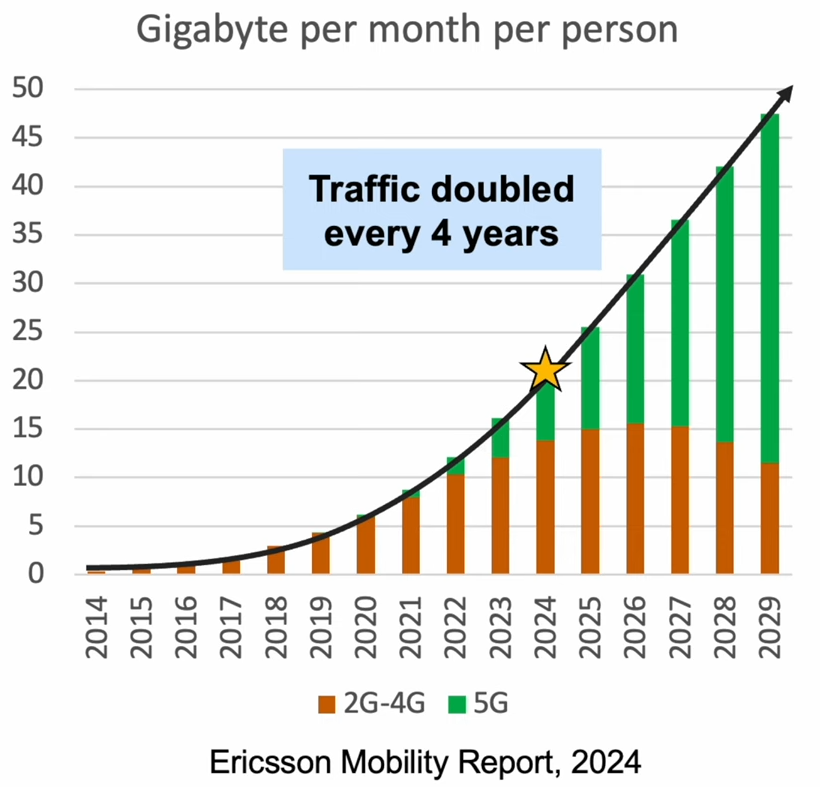 Gigabyte per month per person
50
45
40
35
30
25
20
15
10
5
0
Traffic doubled
every 4 years
2014 2015 2016 2017 2018 2019 2020 2021 2022 2023 2024 2025 2026 2027 2028 2029
2G-4G 5G
Ericsson Mobility Report, 2024